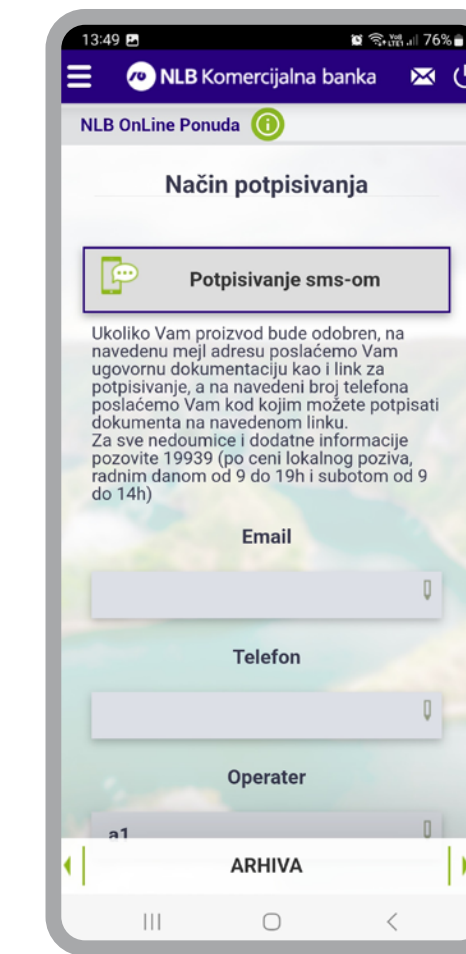 13:49
76%
NLB Komercijalna banka
NLB OnLine Ponuda
Način potpisivanja
Potpisivanje sms-om
Ukoliko Vam proizvod bude odobren, na
navedenu mejl adresu poslaćemo Vam
ugovornu dokumentaciju kao i link za
potpisivanje, a na navedeni broj telefona
poslaćemo Vam kod kojim možete potpisati
dokumenta na navedenom linku.
Za sve nedoumice i dodatne informacije
pozovite 19939 (po ceni lokalnog poziva,
radnim danom od 9 do 19h i subotom od 9
do 14h)
Email
Telefon
Operater
a1
ARHIVA